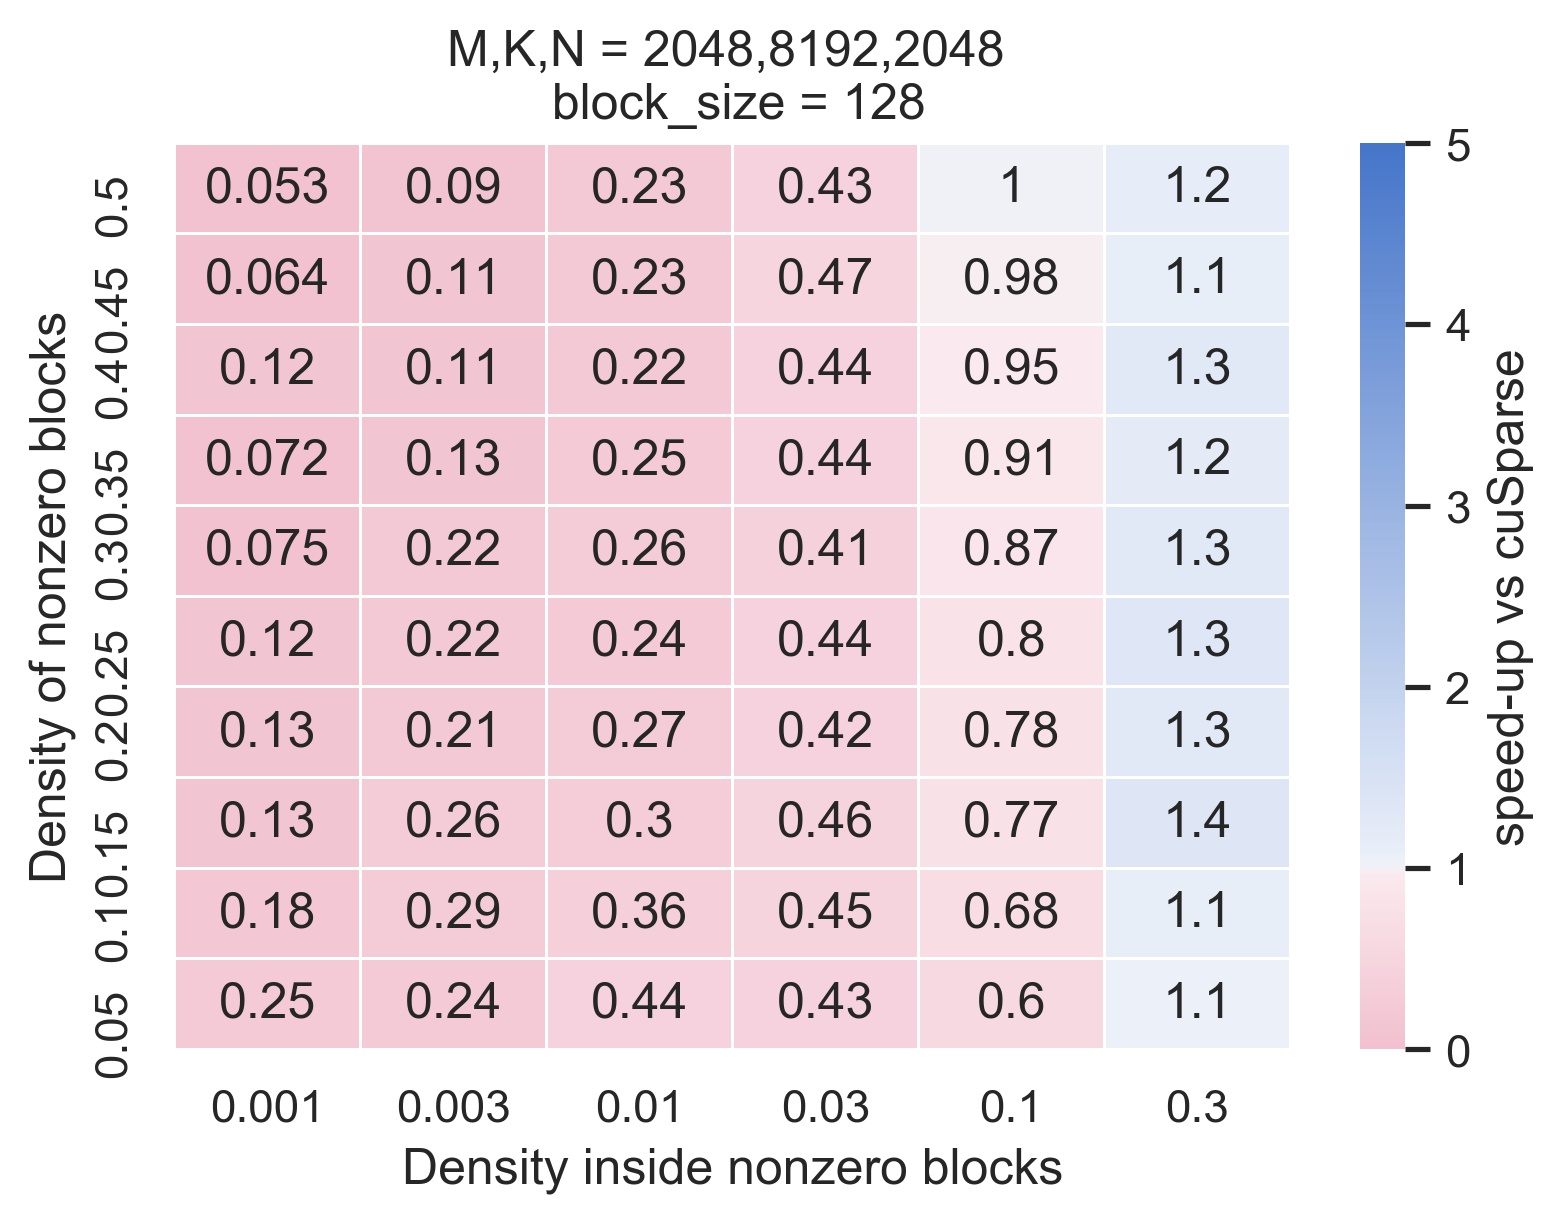 M,K,N = 2048,8192,2048
block_size = 128
Density of nonzero blocks
0.5 0.053 0.09 0.23 0.43 1 1.2
0.45 0.064 0.11 0.23 0.47 0.98 1.1
0.4 0.12 0.11 0.22 0.44 0.95 1.3
0.35 0.072 0.13 0.25 0.44 0.91 1.2
0.3 0.075 0.22 0.26 0.41 0.87 1.3
0.25 0.12 0.22 0.24 0.44 0.8 1.3
0.2 0.13 0.21 0.27 0.42 0.78 1.3
0.15 0.13 0.26 0.3 0.46 0.77 1.4
0.1 0.18 0.29 0.36 0.45 0.68 1.1
0.05 0.25 0.24 0.44 0.43 0.6 1.1
0.001 0.003 0.01 0.03 0.1 0.3
Density inside nonzero blocks
5
4
3
2
1
0
speed-up vs cuSparse